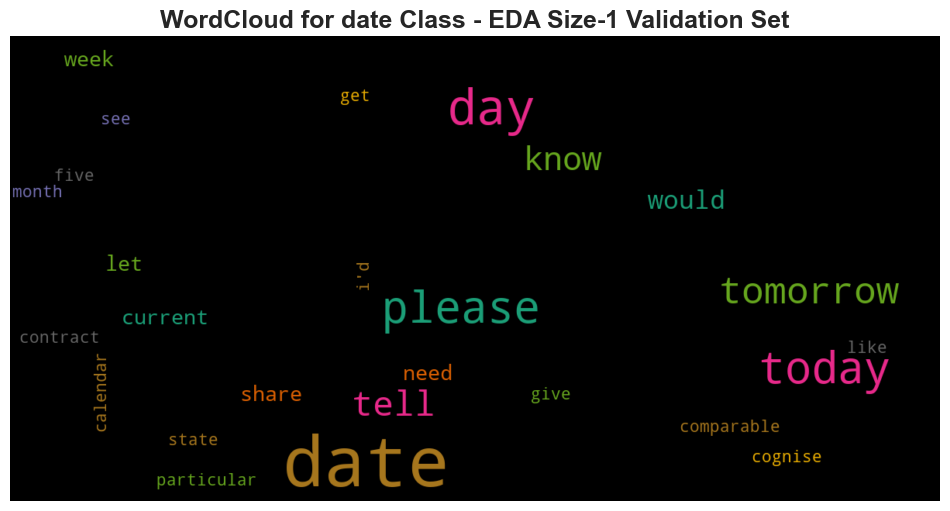 WordCloud for date Class - EDA Size-1 Validation Set
week
get
day
see
know
five
month
would
let
i'd
tomorrow
please
current
contract
like
today
calendar
need
share
give
tell
comparable
state
cognise
date
particular